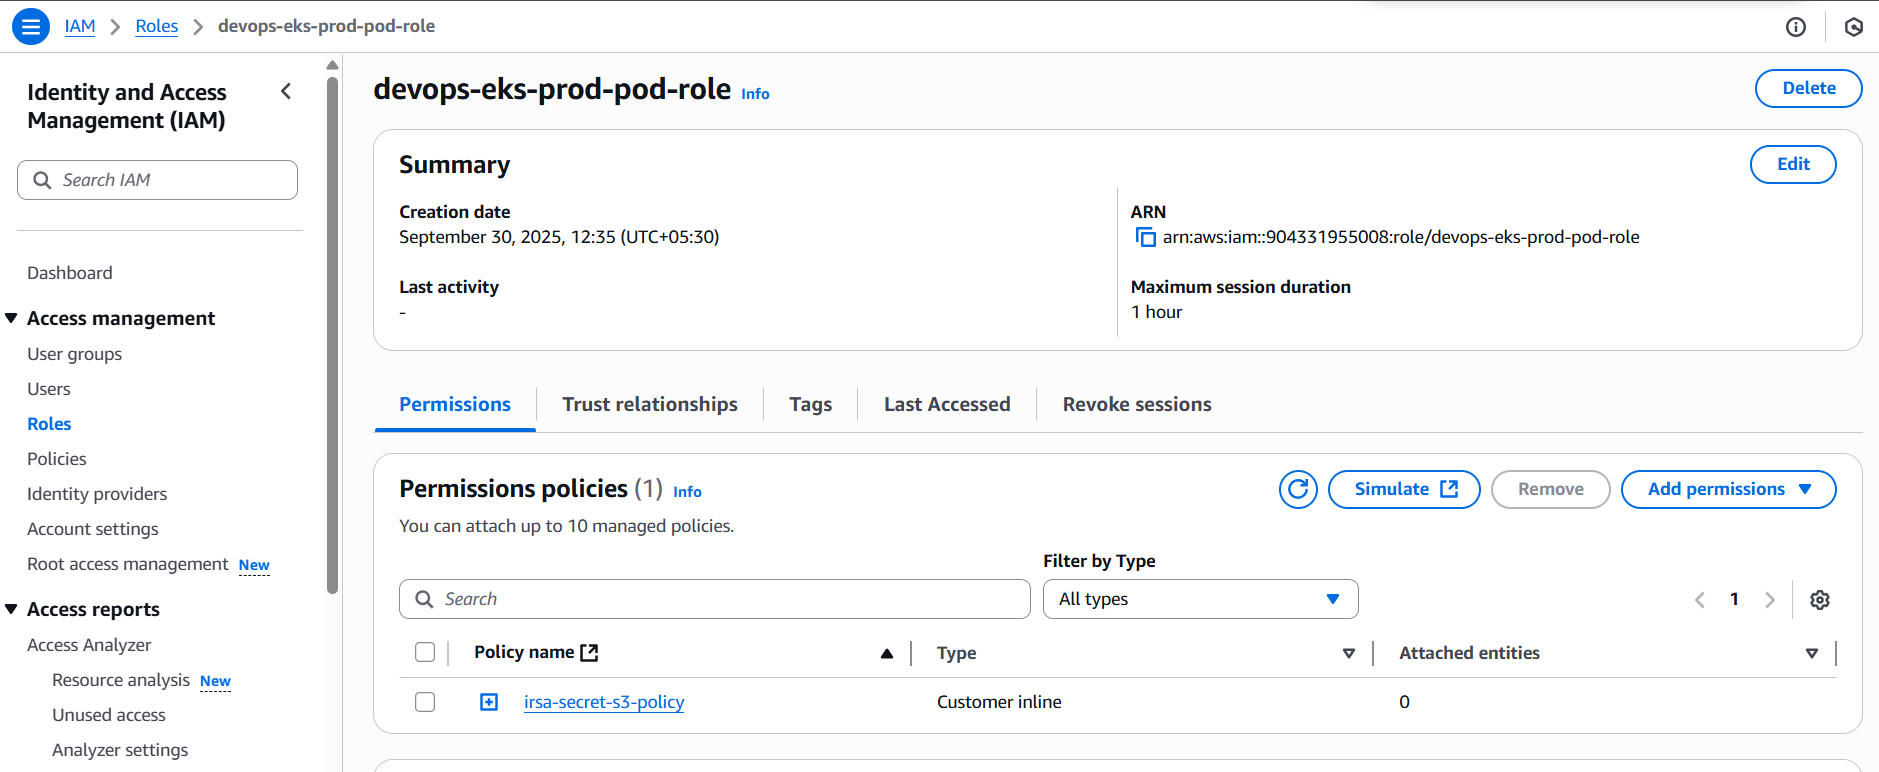 IAM
Roles
devops-eks-prod-pod-role
Identity and Access
Management (IAM)
Search IAM
Dashboard
Access management
User groups
Users
Roles
Policies
Identity providers
Account settings
Root access management New
Access reports
Access Analyzer
Resource analysis New
Unused access
Analyzer settings
devops-eks-prod-pod-role Info
Delete
Summary
Edit
Creation date
September 30, 2025, 12:35 (UTC+05:30)
ARN
arn:aws:iam::904331955008:role/devops-eks-prod-pod-role
Last activity
-
Maximum session duration
1 hour
Permissions
Trust relationships
Tags
Last Accessed
Revoke sessions
Permissions policies (1) Info
Simulate
Remove
Add permissions
You can attach up to 10 managed policies.
Filter by Type
Search
All types
1
Policy name
Type
Attached entities
irsa-secret-s3-policy
Customer inline
0